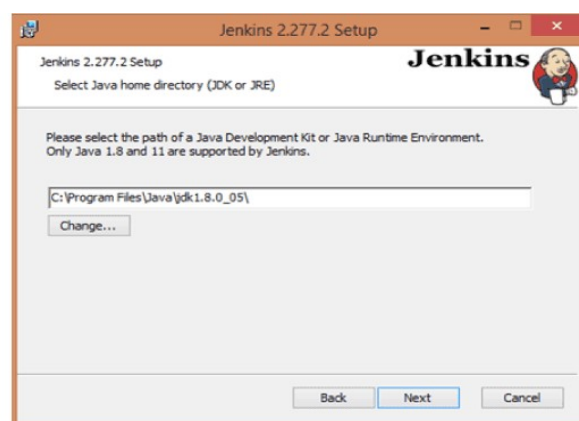 Jenkins 2.277.2 Setup
Jenkins 2.277.2 Setup
Jenkins
Select Java home directory (JDK or JRE)
Please select the path of a Java Development Kit or Java Runtime Environment.
Only Java 1.8 and 11 are supported by Jenkins.
C:\Program Files\Java\jdk1.8.0_05\
Change...
Back
Next
Cancel